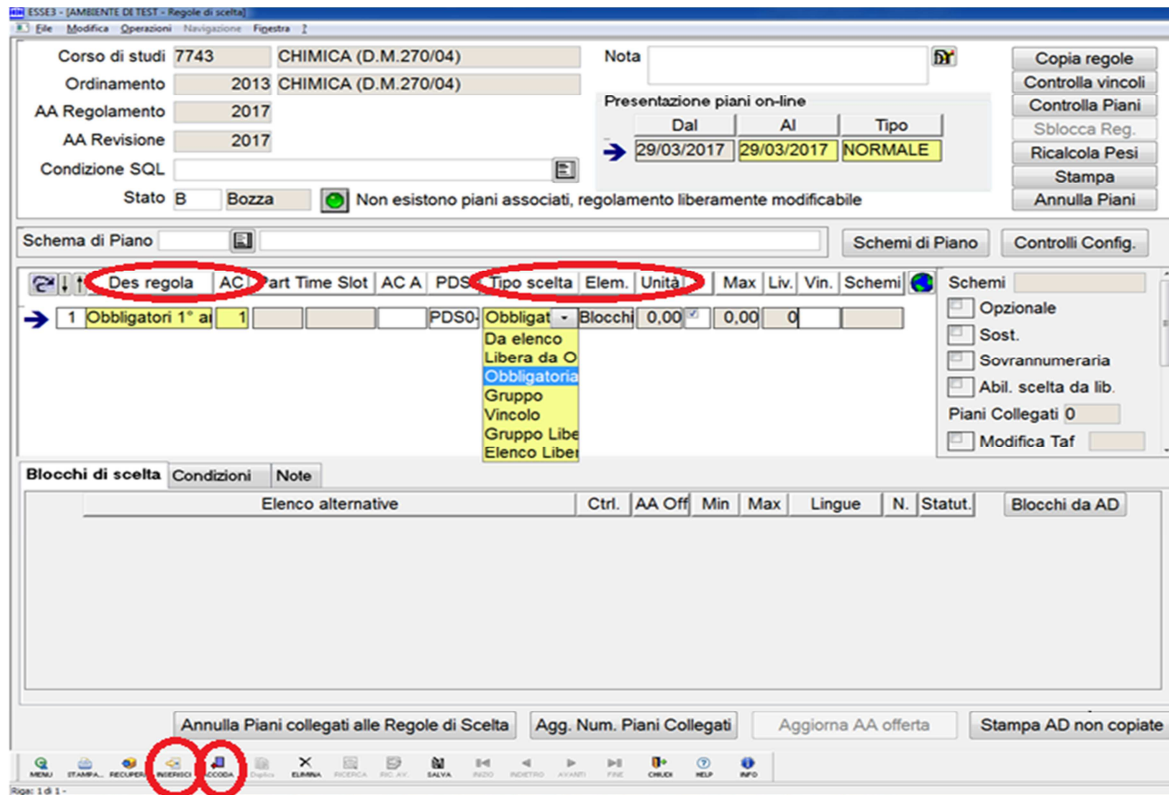 ESSE3 - [AMBIENTE DI TEST - Regole di scelta]
File Modifica Operazioni Navigazione Finestra ?
Corso di studi 7743 CHIMICA (D.M.270/04)
Nota
Copia regole
Ordinamento 2013 CHIMICA (D.M.270/04)
Controlla vincoli
AA Regolamento 2017
Presentazione piani on-line
Controlla Piani
Dal Al Tipo
Sblocca Reg.
AA Revisione 2017
29/03/2017 29/03/2017 NORMALE
Ricalcola Pesi
Condizione SQL
Stampa
Stato B Bozza Non esistono piani associati, regolamento liberamente modificabile
Annulla Piani
Schema di Piano
Schemi di Piano
Controlli Config.
Des regola AC Part Time Slot AC A PDS Tipo scelta Elem. Unità Max Liv. Vin. Schemi
Schemi
1 Obbligatori 1° ai 1 PDS0- Obbligat Blocchi 0,00 0,00 0
Opzionale
Da elenco
Sost.
Libera da O
Obbligatoria
Sovrannumeraria
Gruppo
Abil. scelta da lib.
Vincolo
Piani Collegati 0
Gruppo Libe
Modifica Taf
Elenco Liber
Blocchi di scelta Condizioni Note
Elenco alternative Ctrl. AA Off Min Max Lingue N. Statut.
Blocchi da AD
Annulla Piani collegati alle Regole di Scelta
Agg. Num. Piani Collegati
Aggiorna AA offerta
Stampa AD non copiate
MENU STAMPA... RECUPERA INSERISCI ACCODA Duplica ELIMINA RICERCA RIC. AV. SALVA INIZIO INDIETRO AVANTI FINE CHIUDI HELP INFO
Riga: 1 di 1 -